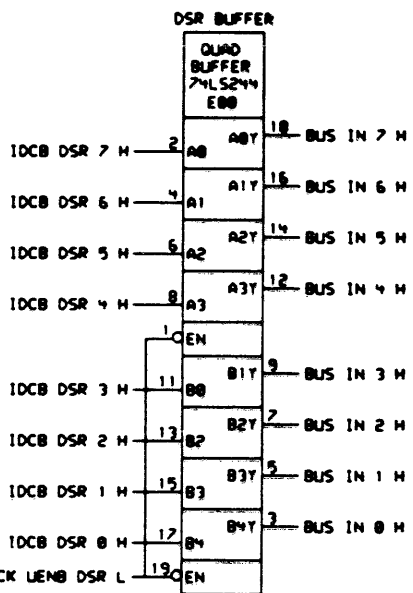 DSR BUFFER
QUAD
BUFFER
74LS244
E80
IDCB DSR 7 H 2 A0 A0Y 18 BUS IN 7 H
IDCB DSR 6 H 4 A1 A1Y 16 BUS IN 6 H
IDCB DSR 5 H 6 A2 A2Y 14 BUS IN 5 H
IDCB DSR 4 H 8 A3 A3Y 12 BUS IN 4 H
1 EN
IDCB DSR 3 H 11 B0 B1Y 9 BUS IN 3 H
IDCB DSR 2 H 13 B2 B2Y 7 BUS IN 2 H
IDCB DSR 1 H 15 B3 B3Y 5 BUS IN 1 H
IDCB DSR 0 H 17 B4 B4Y 3 BUS IN 0 H
CK UENB DSR L 19 EN